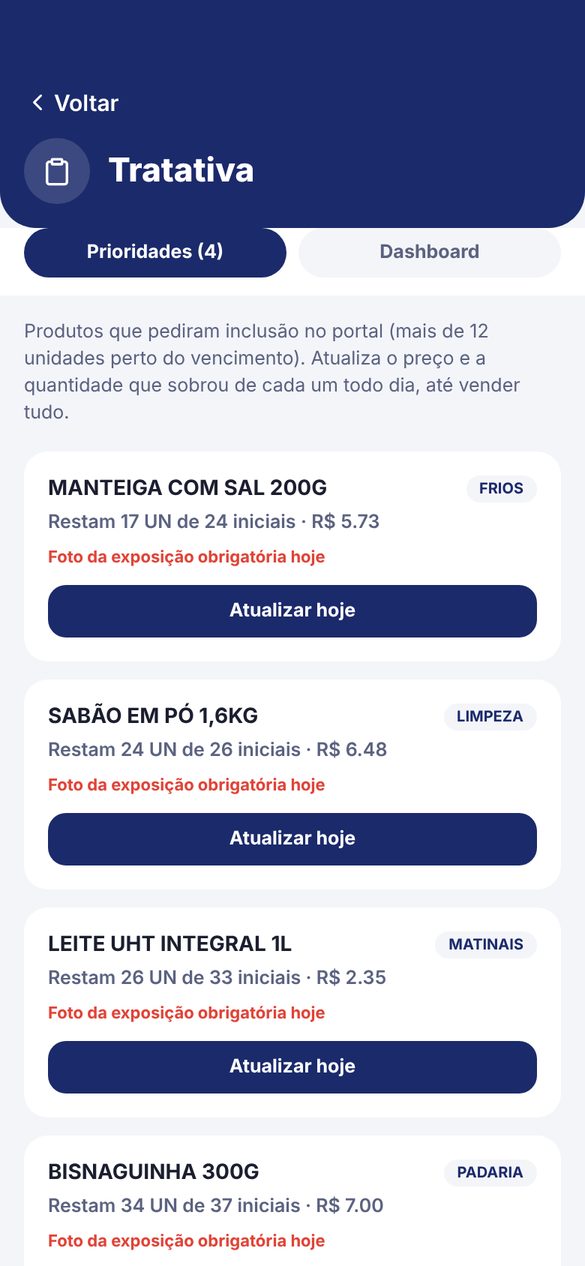 Voltar
Tratativa
Prioridades (4)
Dashboard
Produtos que pediram inclusão no portal (mais de 12
unidades perto do vencimento). Atualiza o preço e a
quantidade que sobrou de cada um todo dia, até vender
tudo.
MANTEIGA COM SAL 200G
FRIOS
Restam 17 UN de 24 iniciais · R$ 5.73
Foto da exposição obrigatória hoje
Atualizar hoje
SABÃO EM PÓ 1,6KG
LIMPEZA
Restam 24 UN de 26 iniciais · R$ 6.48
Foto da exposição obrigatória hoje
Atualizar hoje
LEITE UHT INTEGRAL 1L
MATINAIS
Restam 26 UN de 33 iniciais · R$ 2.35
Foto da exposição obrigatória hoje
Atualizar hoje
BISNAGUINHA 300G
PADARIA
Restam 34 UN de 37 iniciais · R$ 7.00
Foto da exposição obrigatória hoje